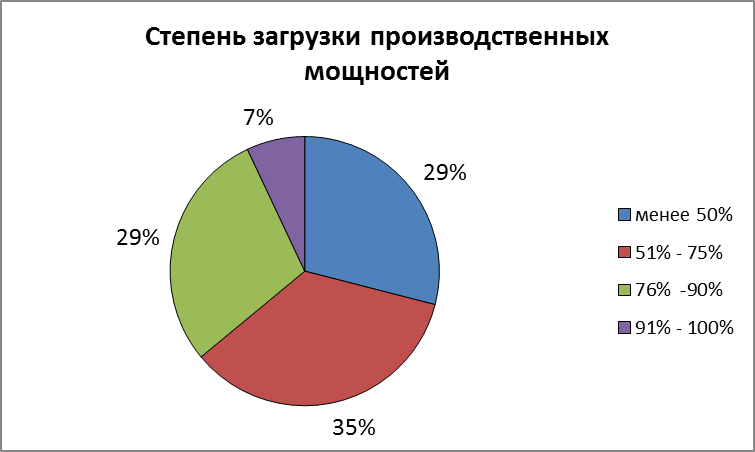 Степень загрузки производственных
мощностей
7%
29%
29%
35%
менее 50%
51% - 75%
76%  -90%
91% - 100%